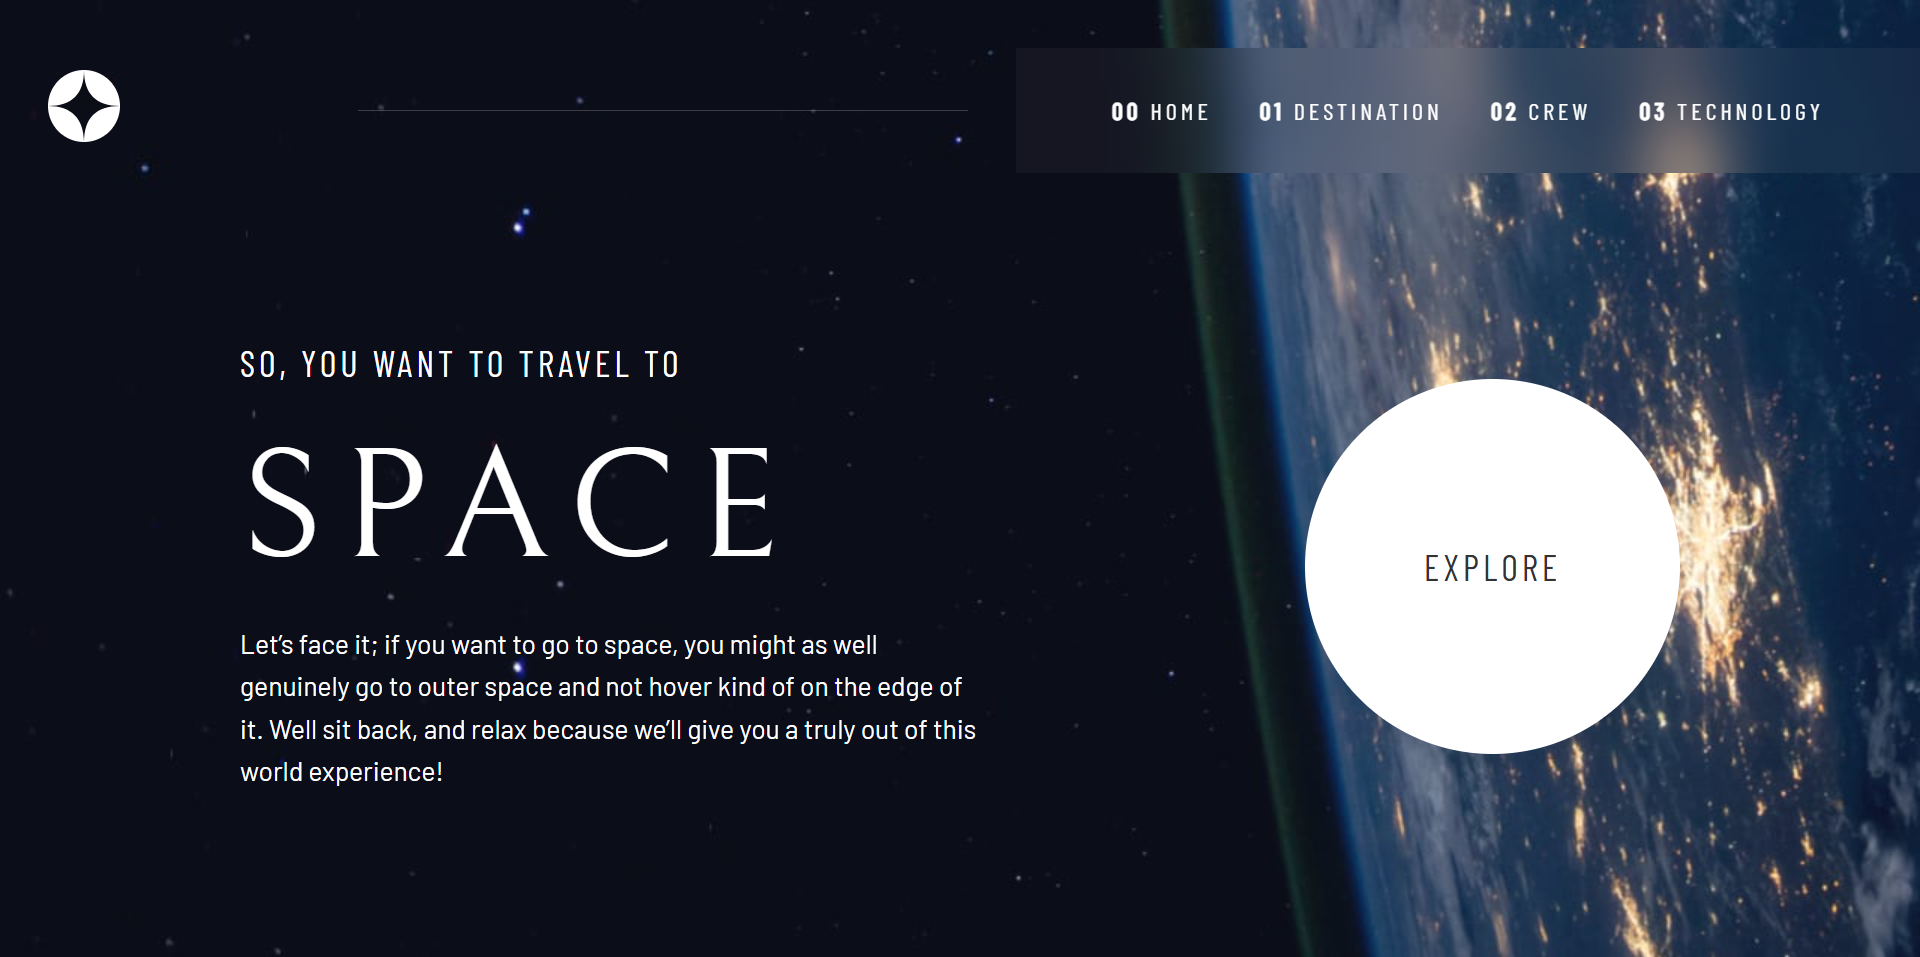 00 HOME 01 DESTINATION 02 CREW 03 TECHNOLOGY
SO, YOU WANT TO TRAVEL TO
SPACE
Let’s face it; if you want to go to space, you might as well
genuinely go to outer space and not hover kind of on the edge of
it. Well sit back, and relax because we’ll give you a truly out of this
world experience!
EXPLORE